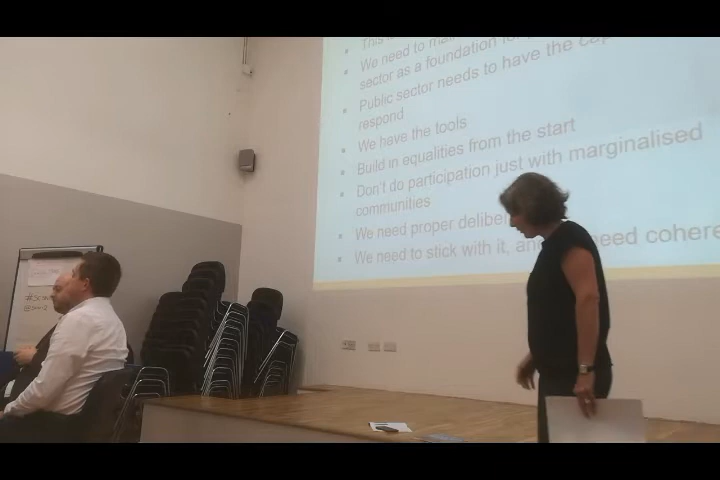 This is
We need to
sector as a foundation
Public sector needs to have the
respond
We have the tools
Build in equalities from the start
Don't do participation just with marginalised
communities
We need proper
We need to stick with it, need